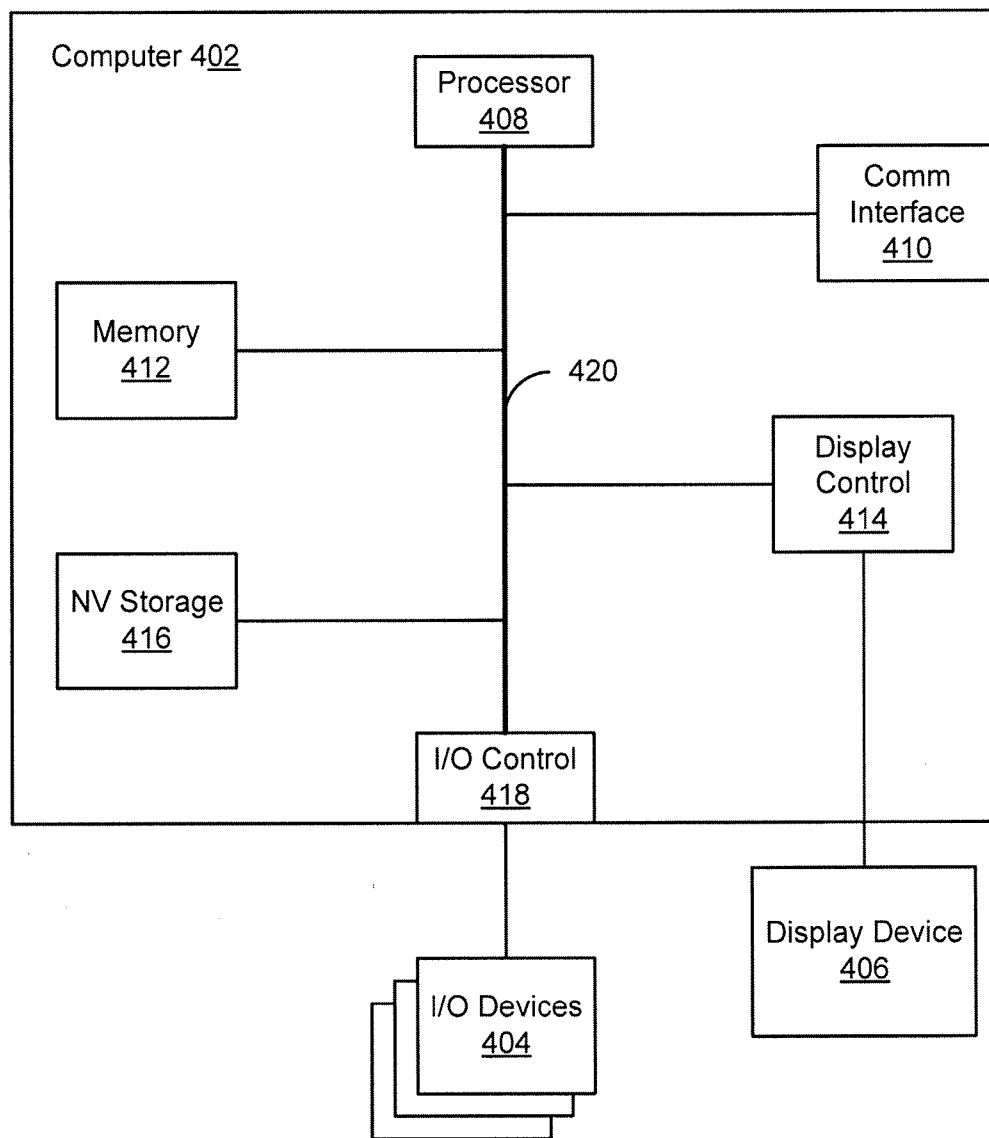 Computer 402
Processor
408
Comm
Interface
410
Memory
412
420
Display
Control
414
NV Storage
416
I/O Control
418
Display Device
406
I/O Devices
404